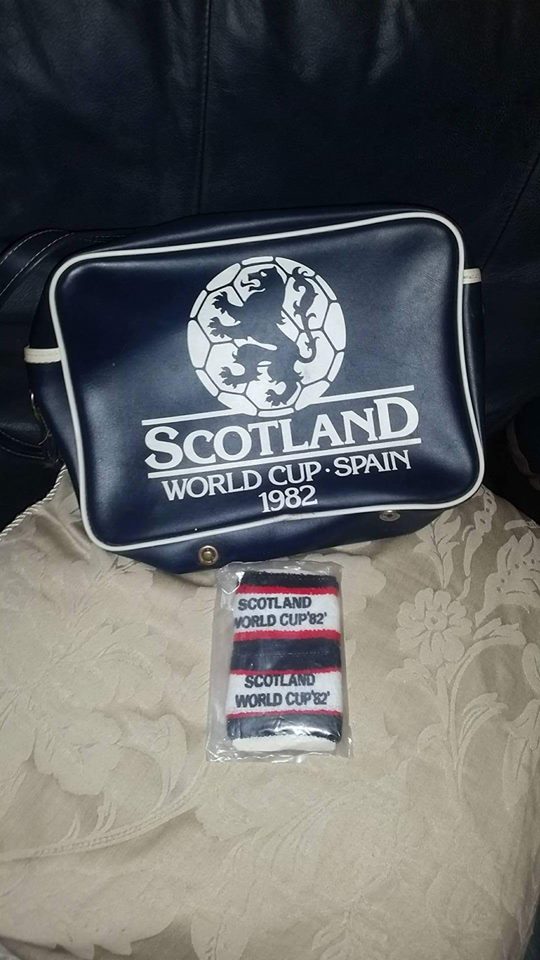 SCOTLAND
WORLD CUP · SPAIN
1982
SCOTLAND
WORLD CUP'82'
SCOTLAND
WORLD CUP'82'